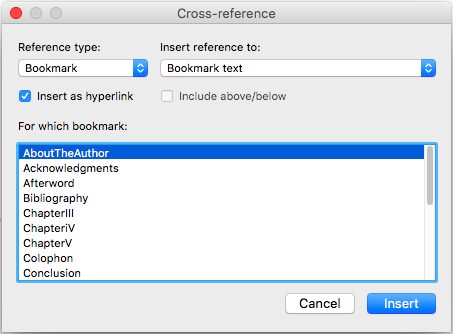 Cross-reference
Reference type:
Insert reference to:
Bookmark
Bookmark text
Insert as hyperlink
Include above/below
For which bookmark:
AboutTheAuthor
Acknowledgments
Afterword
Bibliography
ChapterIII
ChapteriV
ChapterV
Colophon
Conclusion
Cancel
Insert